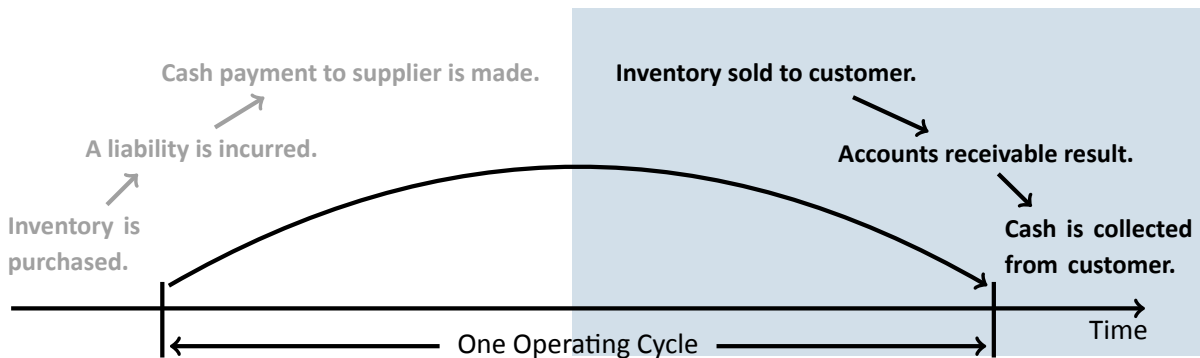 Cash payment to supplier is made.
Inventory sold to customer.
A liability is incurred.
Accounts receivable result.
Inventory is
purchased.
Cash is collected
from customer.
Time
One Operating Cycle